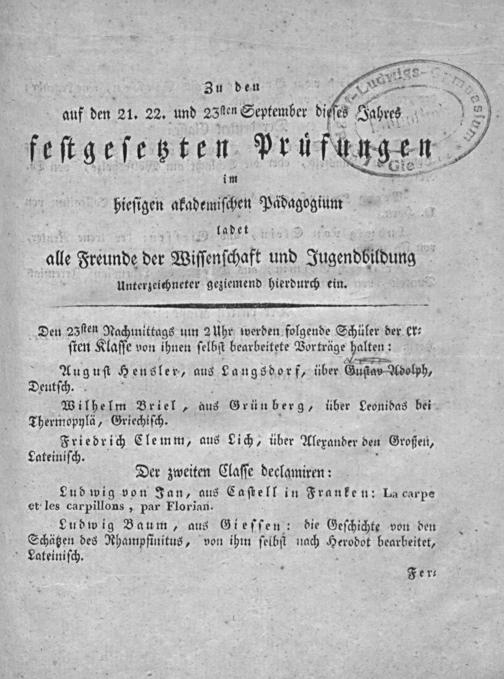 Zu den
auf den 21. 22. und 23sten September dieses Jahres
festgesetzten Prüfungen
im
hiesigen akademischen Pädagogium
ladet
alle Freunde der Wissenschaft und Jugendbildung
Unterzeichneter geziemend hierdurch ein.
Den 23sten Nachmittags um 2 Uhr werden folgende Schüler der er-
sten Klasse von ihnen selbst bearbeitete Vorträge halten:
August Hensler, aus Langsdorf, über Gustav Adolph,
Deutsch.
Wilhelm Briel, aus Grünberg, über Leonidas bei
Thermopylä, Griechisch.
Friedrich Clemm, aus Lich, über Alexander den Großen,
Lateinisch.
Der zweiten Classe declamiren:
Ludwig von Jan, aus Castell in Franken: La carpe
et les carpillons, par Florian.
Ludwig Baum, aus Giessen: die Geschichte von den
Schätzen des Rhampsinitus, von ihm selbst nach Herodot bearbeitet,
Lateinisch.
Fer-
Ludwigs-Gymnasium
Gie